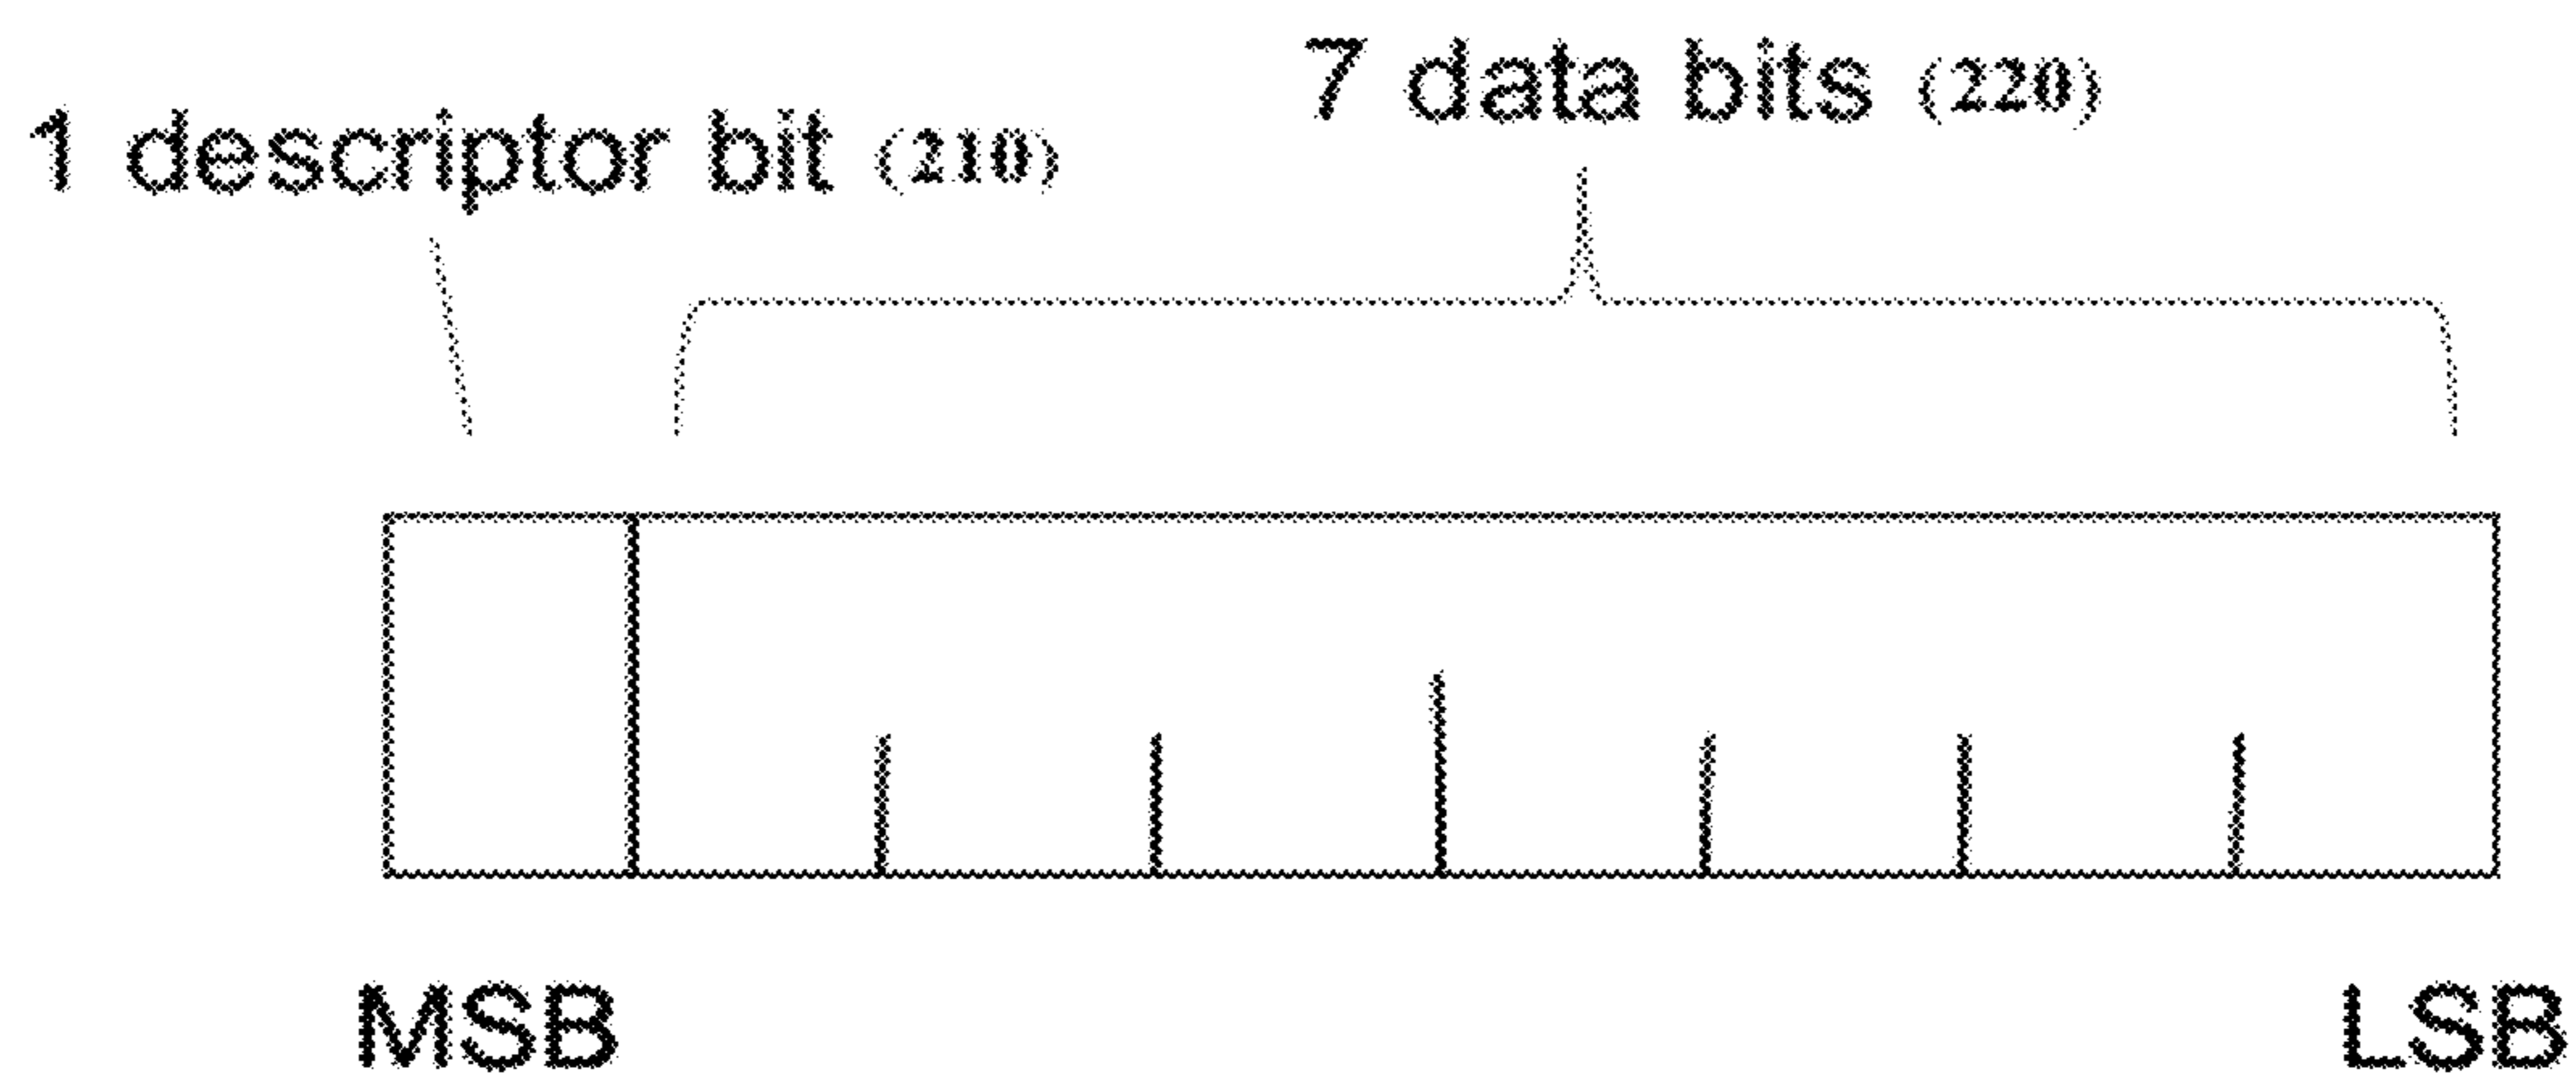 7 data bits (220)
1 descriptor bit (210)
MSB
LSB